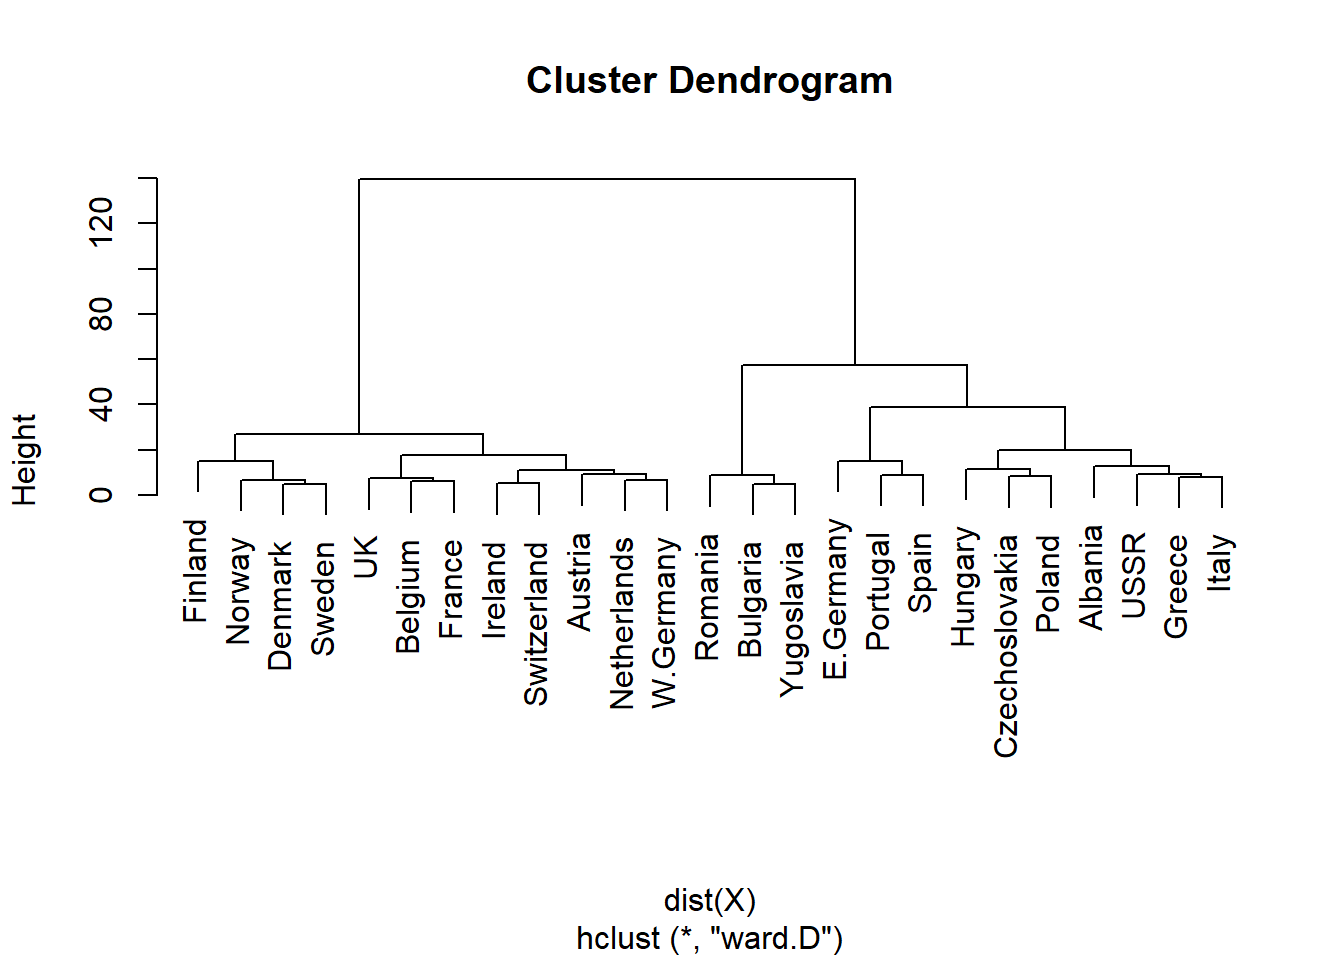 Cluster Dendrogram
Height
0
40
80
120
Finland
Norway
Denmark
Sweden
UK
Belgium
France
Ireland
Switzerland
Austria
Netherlands
W.Germany
Romania
Bulgaria
Yugoslavia
E.Germany
Portugal
Spain
Hungary
Czechoslovakia
Poland
Albania
USSR
Greece
Italy
dist(X)
hclust (*, "ward.D")